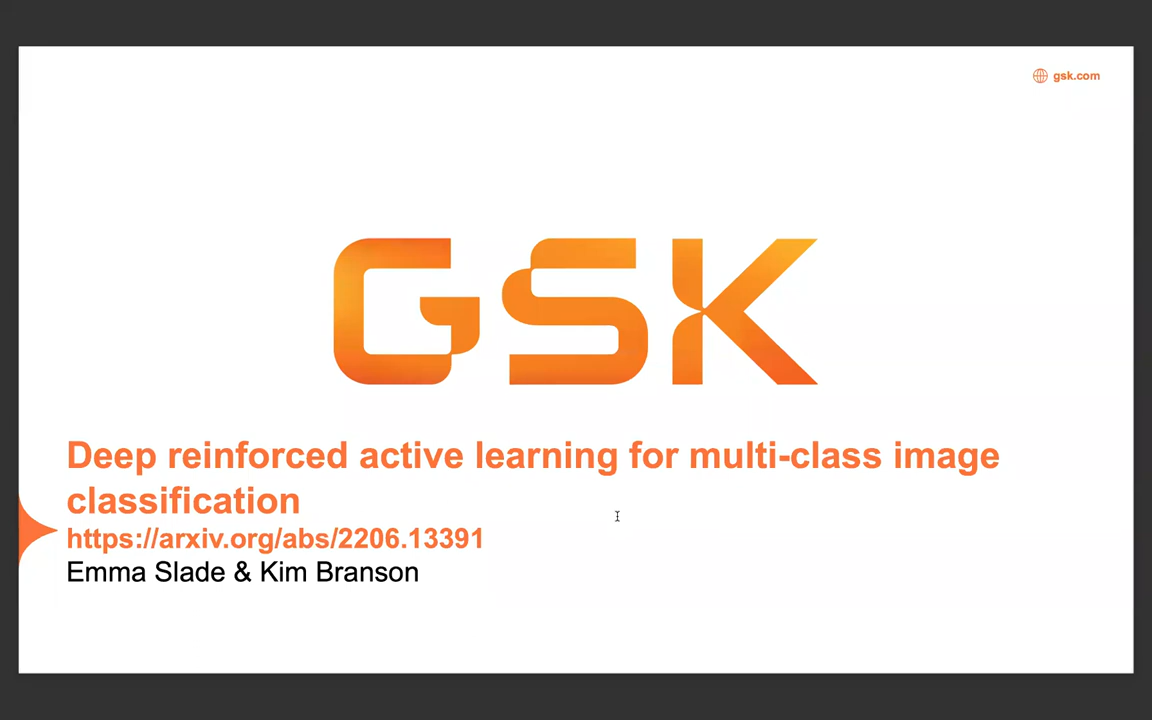 gsk.com
GSK
Deep reinforced active learning for multi-class image
classification
https://arxiv.org/abs/2206.13391
Emma Slade & Kim Branson